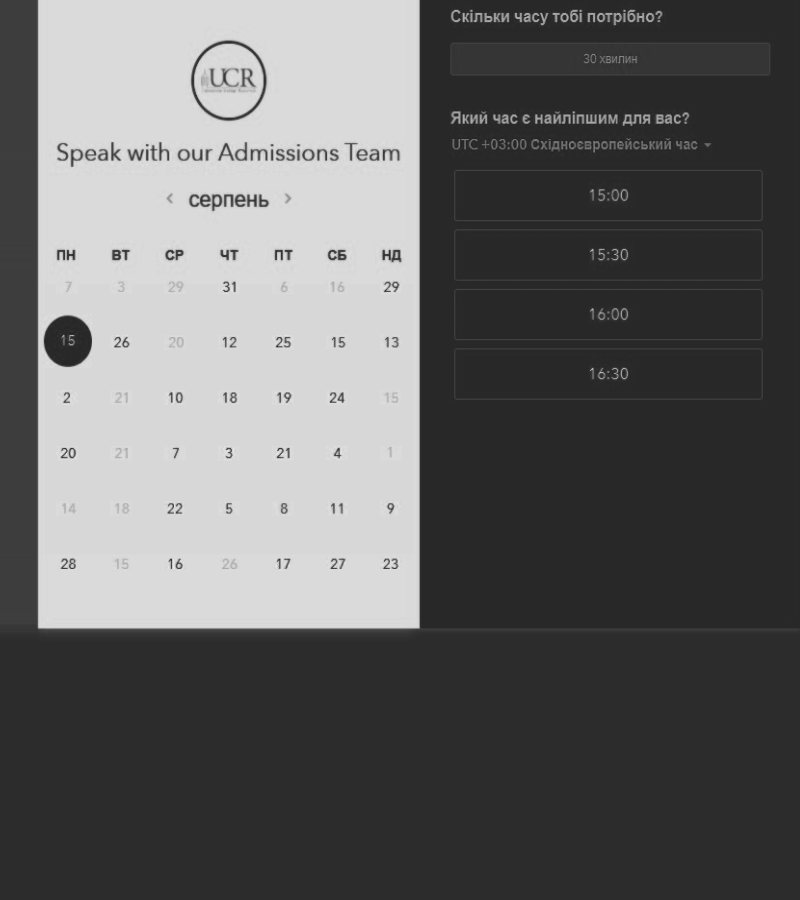 UCR
Speak with our Admissions Team
серпень
ПН ВТ СР ЧТ ПТ СБ НД
7 3 29 31 6 16 29
15 26 20 12 25 15 13
2 21 10 18 19 24 15
20 21 7 3 21 4 1
14 18 22 5 8 11 9
28 15 16 26 17 27 23
Скільки часу тобі потрібно?
30 хвилин
Який час є найліпшим для вас?
UTC +03:00 Східноєвропейський час
15:00
15:30
16:00
16:30